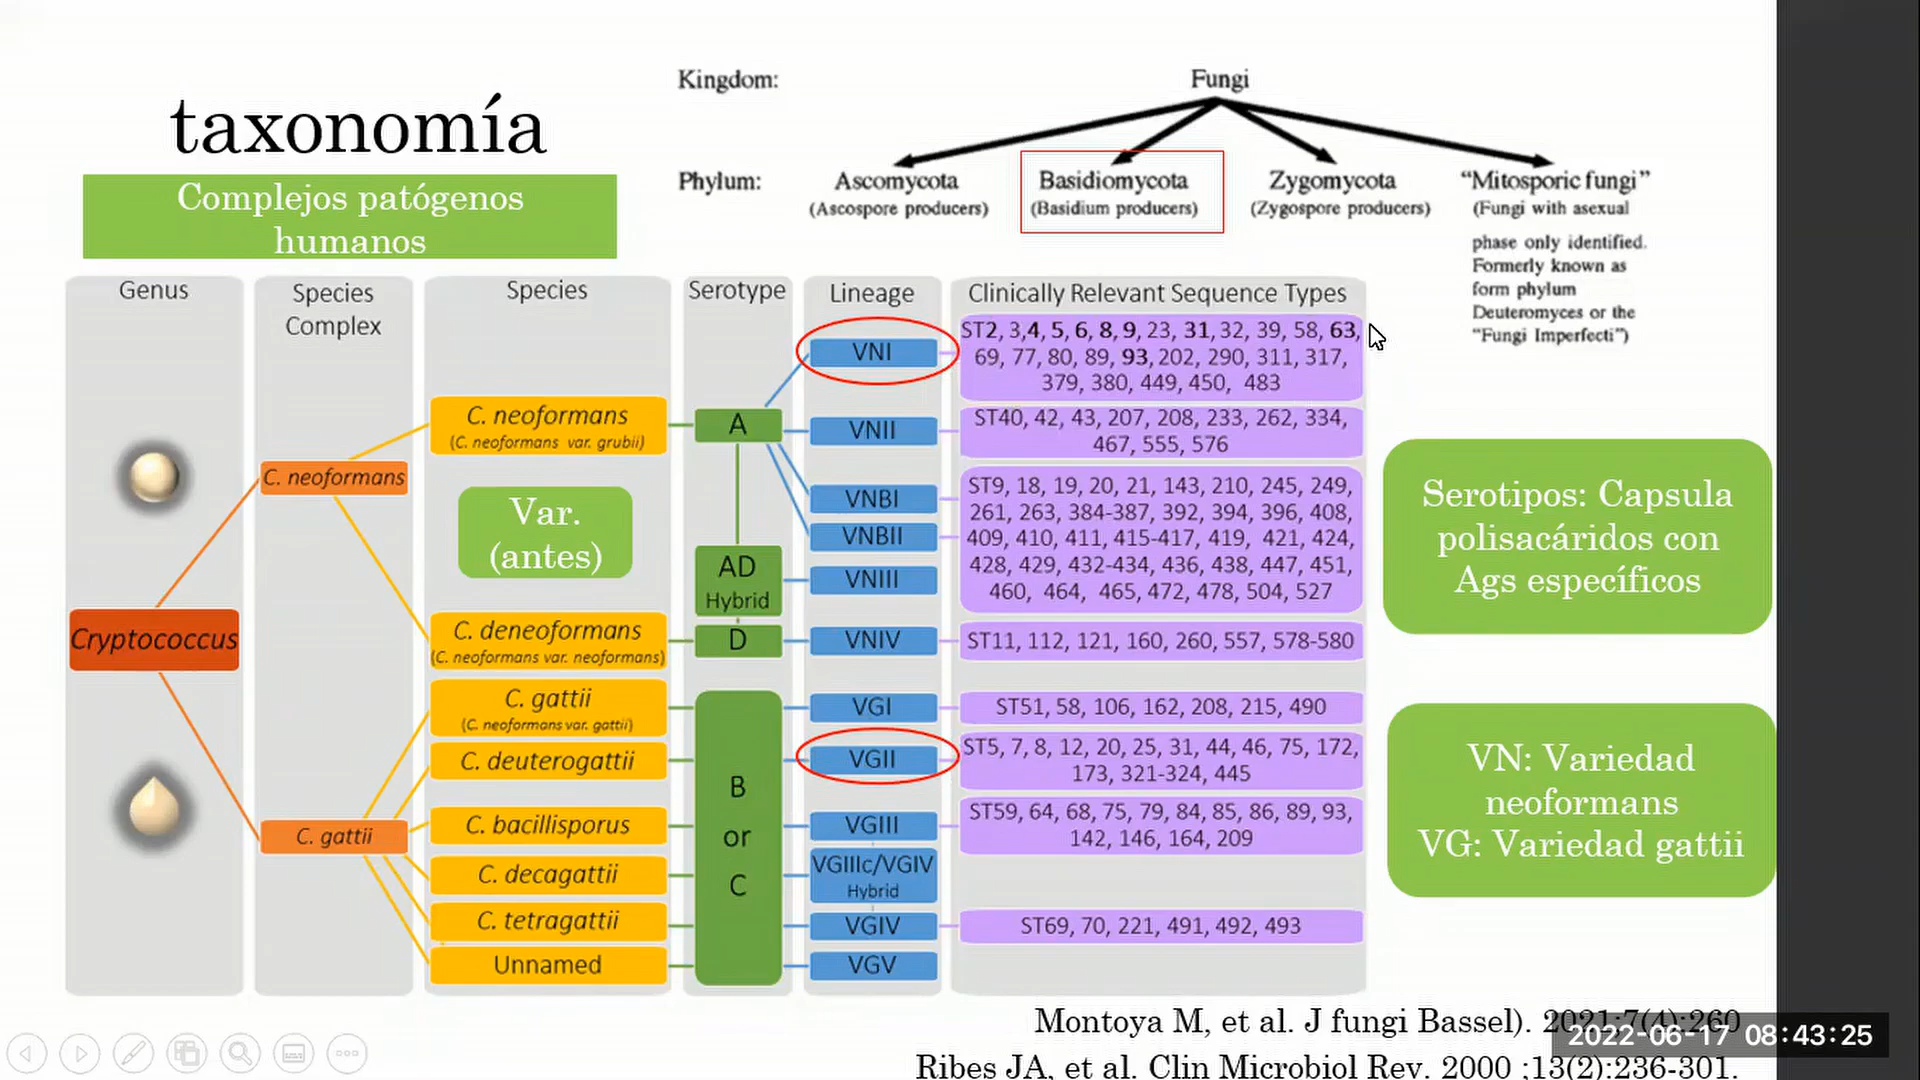 taxonomía
Complejos patógenos
humanos
Kingdom:
Fungi
Phylum:
Ascomycota
(Ascospore producers)
Basidiomycota
(Basidium producers)
Zygomycota
(Zygospore producers)
“Mitosporic fungi”
(Fungi with asexual
phase only identified.
Formerly known as
form phylum
Deuteromyces or the
“Fungi Imperfecti”)
Genus
Species
Complex
Species
Serotype
Lineage
Clinically Relevant Sequence Types
Cryptococcus
C. neoformans
C. gattii
C. neoformans
(C. neoformans var. grubii)
Var.
(antes)
C. deneoformans
(C. neoformans var. neoformans)
C. gattii
(C. neoformans var. gattii)
C. deuterogattii
C. bacillisporus
C. decagattii
C. tetragattii
Unnamed
A
AD
Hybrid
D
B
or
C
VNI
VNII
VNBI
VNBII
VNIII
VNIV
VGI
VGII
VGIII
VGIIIc/VGIV
Hybrid
VGIV
VGV
ST2, 3,4, 5, 6, 8, 9, 23, 31, 32, 39, 58, 63,
69, 77, 80, 89, 93, 202, 290, 311, 317,
379, 380, 449, 450, 483
ST40, 42, 43, 207, 208, 233, 262, 334,
467, 555, 576
ST9, 18, 19, 20, 21, 143, 210, 245, 249,
261, 263, 384-387, 392, 394, 396, 408,
409, 410, 411, 415-417, 419, 421, 424,
428, 429, 432-434, 436, 438, 447, 451,
460, 464, 465, 472, 478, 504, 527
ST11, 112, 121, 160, 260, 557, 578-580
ST51, 58, 106, 162, 208, 215, 490
ST5, 7, 8, 12, 20, 25, 31, 44, 46, 75, 172,
173, 321-324, 445
ST59, 64, 68, 75, 79, 84, 85, 86, 89, 93,
142, 146, 164, 209
ST69, 70, 221, 491, 492, 493
Serotipos: Capsula
polisacáridos con
Ags específicos
VN: Variedad
neoformans
VG: Variedad gattii
Montoya M, et al. J fungi Bassel). 2021;7(4):260
2022-06-17 08:43:25
Ribes JA, et al. Clin Microbiol Rev. 2000 ;13(2):236-301.